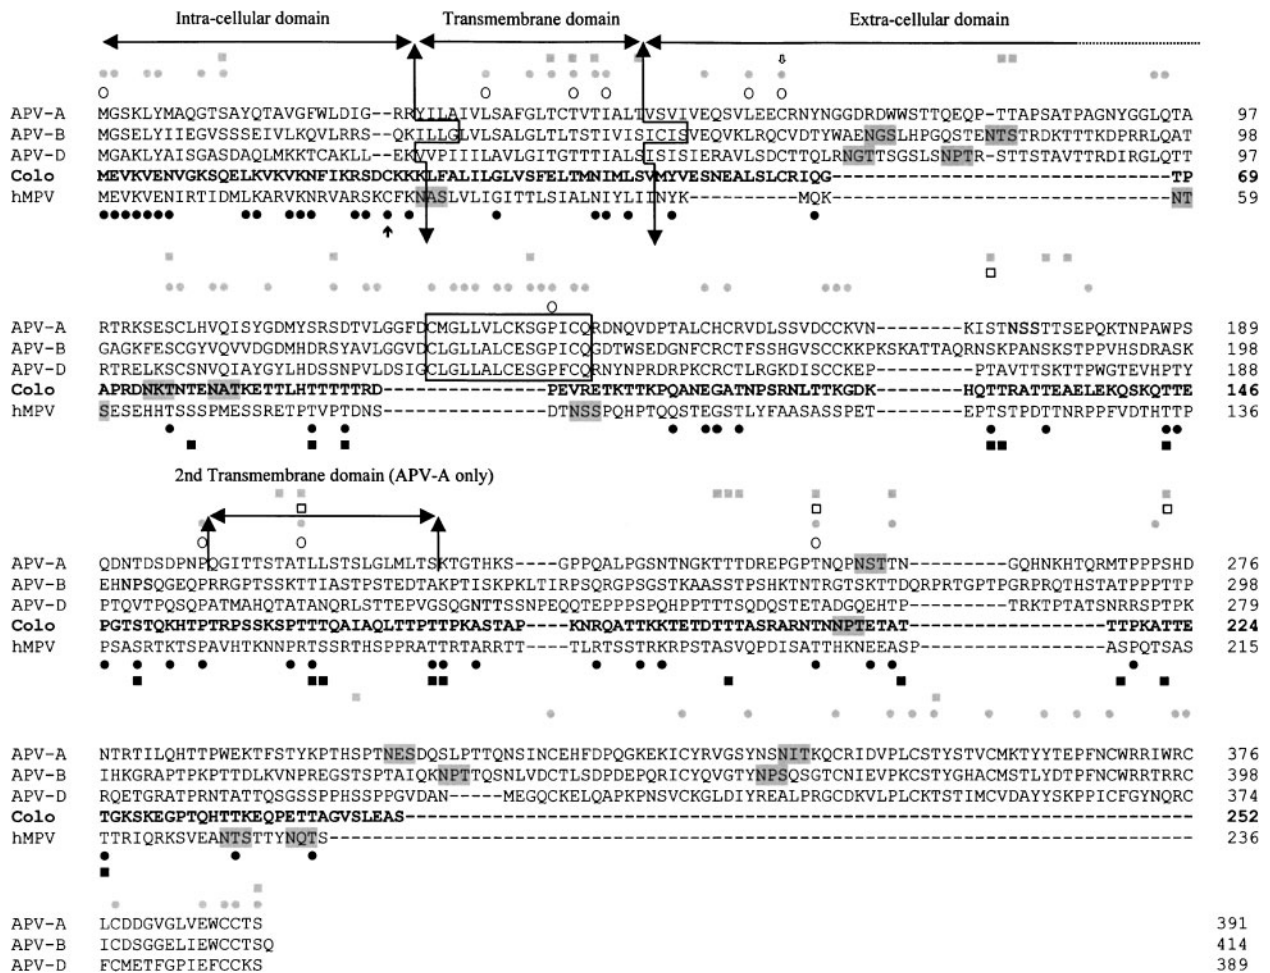 Intra-cellular domain Transmembrane domain Extra-cellular domain
APV-A MGSKLYMAQGTSAYQTAVGFWLDIG--RRYILAIVLSAFGLTCTVTIALTVSVIVEQSVLEECRNYNGGDRDWWSTTQEQP-TTAPSATPAGNYGGLQTA 97
APV-B MGSELYIIEGVSSSEIVLKQVLRRS--QKILLGLVLSALGLTLTSTIVISICISVEQVKLRQCVDTYWAENGSLHPGQSTENTSTRDKTTTKDPRRLQAT 98
APV-D MGAKLYAISGASDAQLMKKTCAKLL--EKVVPIIILAVLGITGTTTIALSISISIERAVLSDCTTQLRNGTTSGSLSNPTR-STTSTAVTTRDIRGLQTT 97
Colo MEVKVENVGKSQELKVKVKNFIKRSDCKKKLFALILGLVSFELTMNIMLSVMYVESNEALSLCRIQG-------------------------------TP 69
hMPV MEVKVENIRTIDMLKARVKNRVARSKCFKNASLVLIGITTLSIALNIYLIINYK----------MQK--------------------------------NT 59
APV-A RTRKSESCLHVQISYGDMYSRSDTVLGGFDCMGLLVLCKSGPICQRDNQVDPTALCHCRVDLSSVDCCKVN--------KISTNSSTTSEPQKTNPAWPS 189
APV-B GAGKFESCGYVQVVDGDMHDRSYAVLGGVDCLGLLALCESGPICQGDTWSEDGNFCRCTFSSHGVSCCKKPKSKATTAQRNSKPANSKSTPPVHSDRASK 198
APV-D RTRELKSCSNVQIAYGYLHDSSNPVLDSIGCLGLLALCESGPFCQRNYNPRDRPKCRCTLRGKDISCCKEP---------PTAVTTSKTTPWGTEVHPTY 188
Colo APRDNKTNTENATKETTLHTTTTTRD---------------PEVRETKTTKPQANEGATNPSRNLTTKGDK--------HQTTRATTEAELEKQSKQTTE 146
hMPV SESEHHTSSSPMESSRETPTVPTDNS---------------DTNSSPQHPTQQSTEGSTLYFAASASSPET--------EPTSTPDTTNRPPFVDTHTTP 136
2nd Transmembrane domain (APV-A only)
APV-A QDNTDSDPNPQGITTSTATLLSTSLGLMLTSKTGTHKS----GPPQALPGSNTNGKTTTDREPGPTNQPNSTTN---------GQHNKHTQRMTPPPSHD 276
APV-B EHNPSQGEQPRRGPTSSKTTIASTPSTEDTAKPTISKPKLTIRPSQRGPSGSTKAASSTPSHKTNTRGTSKTTDQRPRTGPTPGRPRQTHSTATPPPTTP 298
APV-D PTQVTPQSQPATMAHQTATANQRLSTTEPVGSQGNTTSSNPEQQTEPPPSPQHPPTTTSQDQSTETADGQEHTP---------TRKTPTATSNRRSPTPK 279
Colo PGTSTQKHTPTRPSSKSPTTTQAIAQLTTPTTPKASTAP----KNRQATTKKTETDTTTASRARNTNNPTETAT------------TTPKATTE 224
hMPV PSASRTKTSPAVHTKNNPRTSSRTHSPPRATTRTARRTT----TLRTSSTRKRPSTASVQPDISATTHKNEEASP---------ASPQTSAS 215
APV-A NTRTILQHTTPWEKTFSTYKPTHSPTNESDQSLPTTQNSINCEHFDPQGKEKICYRVGSYNSNITKQCRIDVPLCSTYSTVCMKTYYTEPFNCWRRIWRC 376
APV-B IHKGRAPTPKPTTDLKVNPREGSTSPTAIQKNPTTQSNLVDCTLSDPDEPQRICYQVGTYNPSQSGTCNIEVPKCSTYGHACMSTLYDTPFNCWRRTRRC 398
APV-D RQETGRATPRNTATTQSGSSPPHSSPPGVDAN-----MEGQCKELQAPKPNSVCKGLDIYREALPRGCDKVLPLCKTSTIMCVDAYYSKPPICFGYNQRC 374
Colo TGKSKEGPTQHTTKEQPETTAGVSLEAS------------------------------------------------------------------------ 252
hMPV TTRIQRKSVEANTSTTYNQTS------------------------------------------------------------------------------- 236
APV-A LCDDGVGLVEWCCTS 391
APV-B ICDSGGELIEWCCTSQ 414
APV-D FCMETFGPIEFCCKS 389